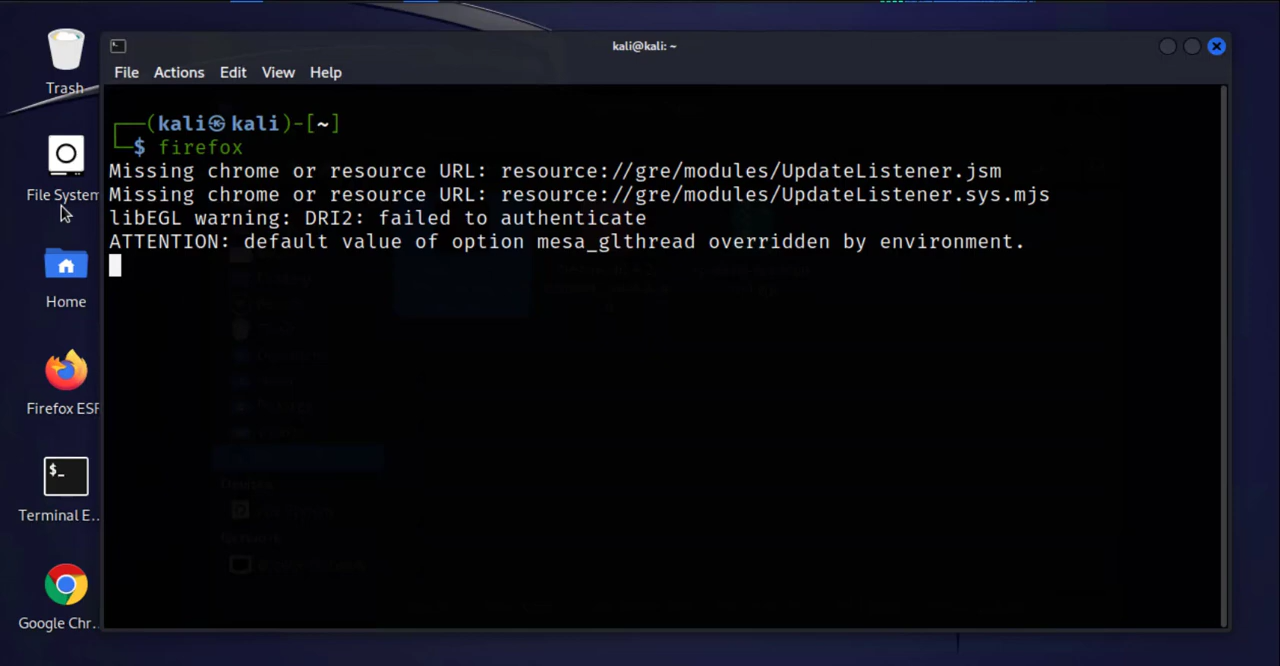 Trash
File System
Home
Firefox ESR
Terminal E...
Google Chr...
kali@kali: ~
File Actions Edit View Help
┌──(kali㉿kali)-[~]
└─$ firefox
Missing chrome or resource URL: resource://gre/modules/UpdateListener.jsm
Missing chrome or resource URL: resource://gre/modules/UpdateListener.sys.mjs
libEGL warning: DRI2: failed to authenticate
ATTENTION: default value of option mesa_glthread overridden by environment.